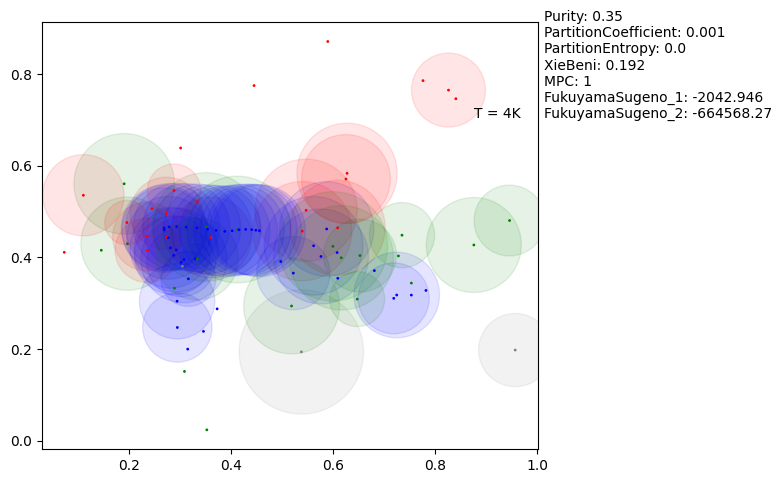 Purity: 0.35
PartitionCoefficient: 0.001
PartitionEntropy: 0.0
XieBeni: 0.192
MPC: 1
FukuyamaSugeno_1: -2042.946
FukuyamaSugeno_2: -664568.27
T = 4K
0.8
0.6
0.4
0.2
0.0
0.2 0.4 0.6 0.8 1.0